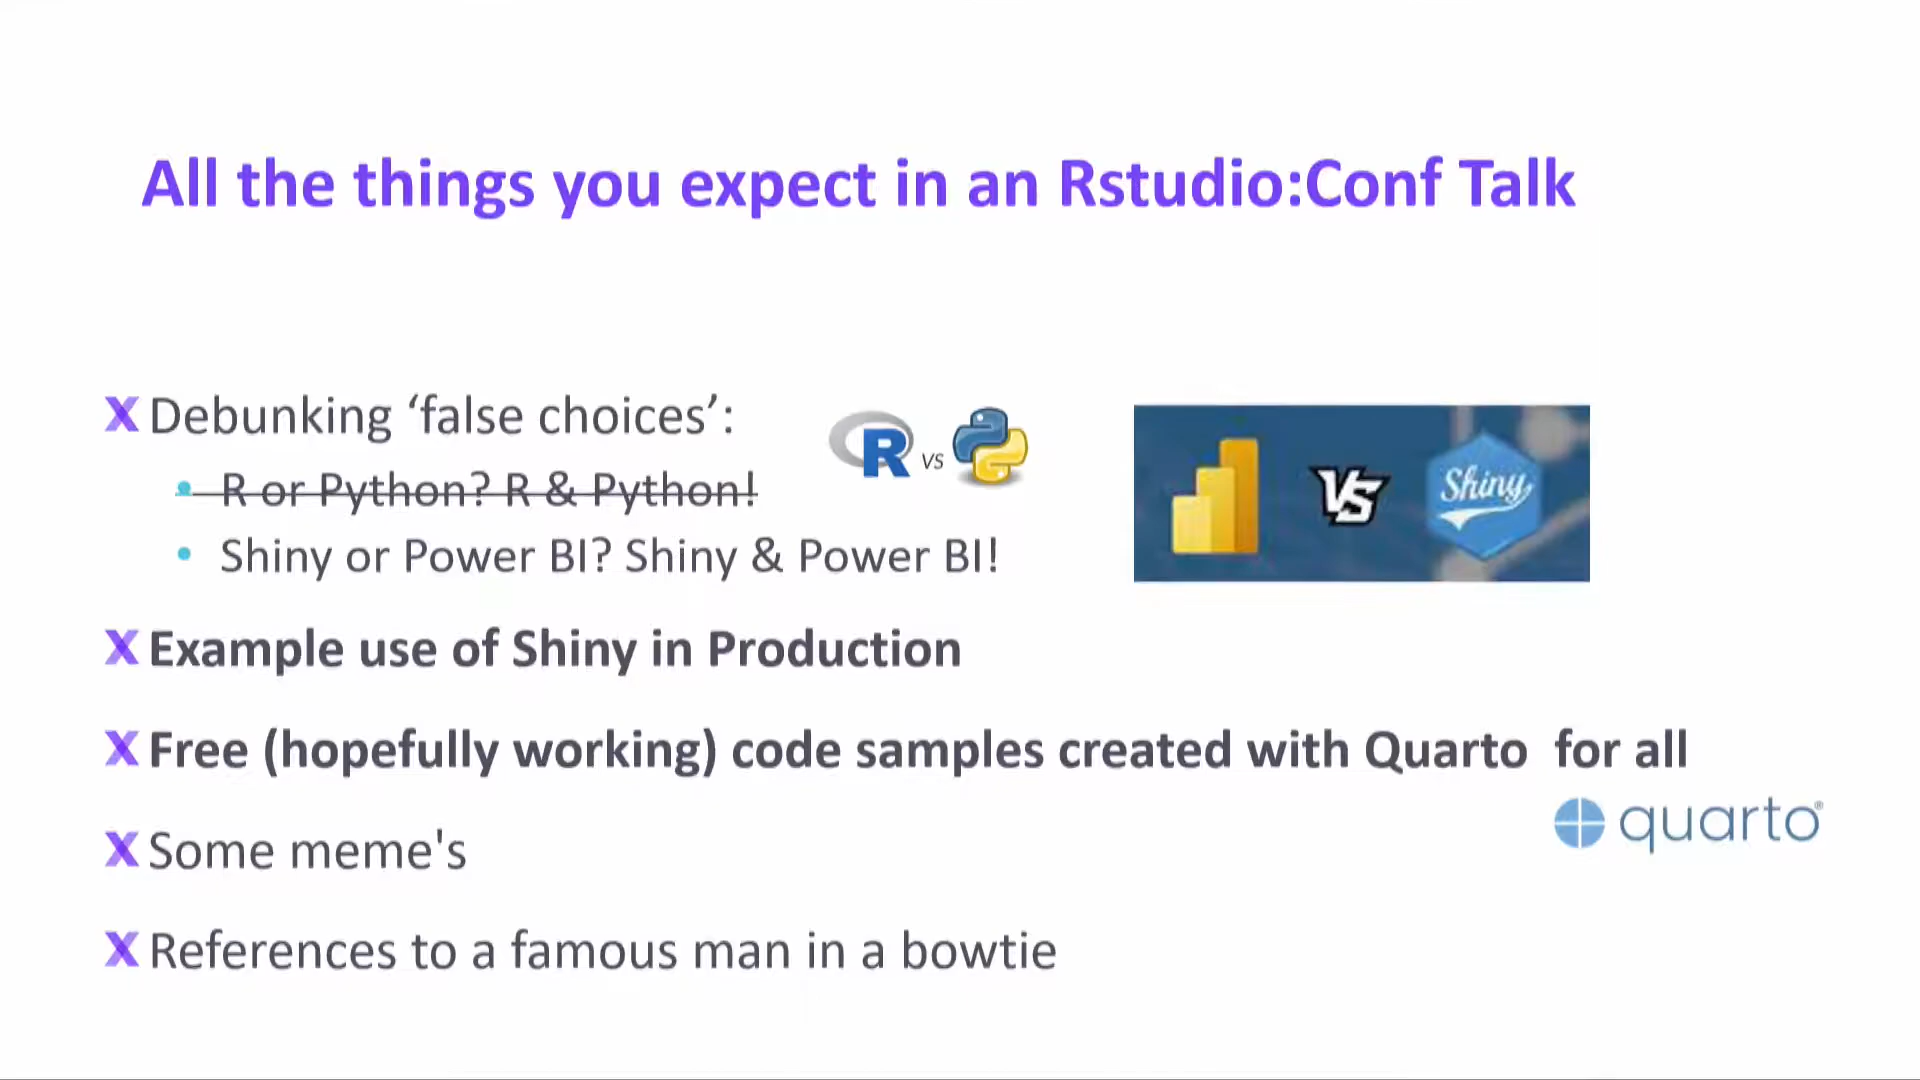 All the things you expect in an Rstudio:Conf Talk
X Debunking ‘false choices’:
R vs
• R or Python? R & Python!
VS Shiny
• Shiny or Power BI? Shiny & Power BI!
X Example use of Shiny in Production
X Free (hopefully working) code samples created with Quarto for all
quarto®
X Some meme's
X References to a famous man in a bowtie